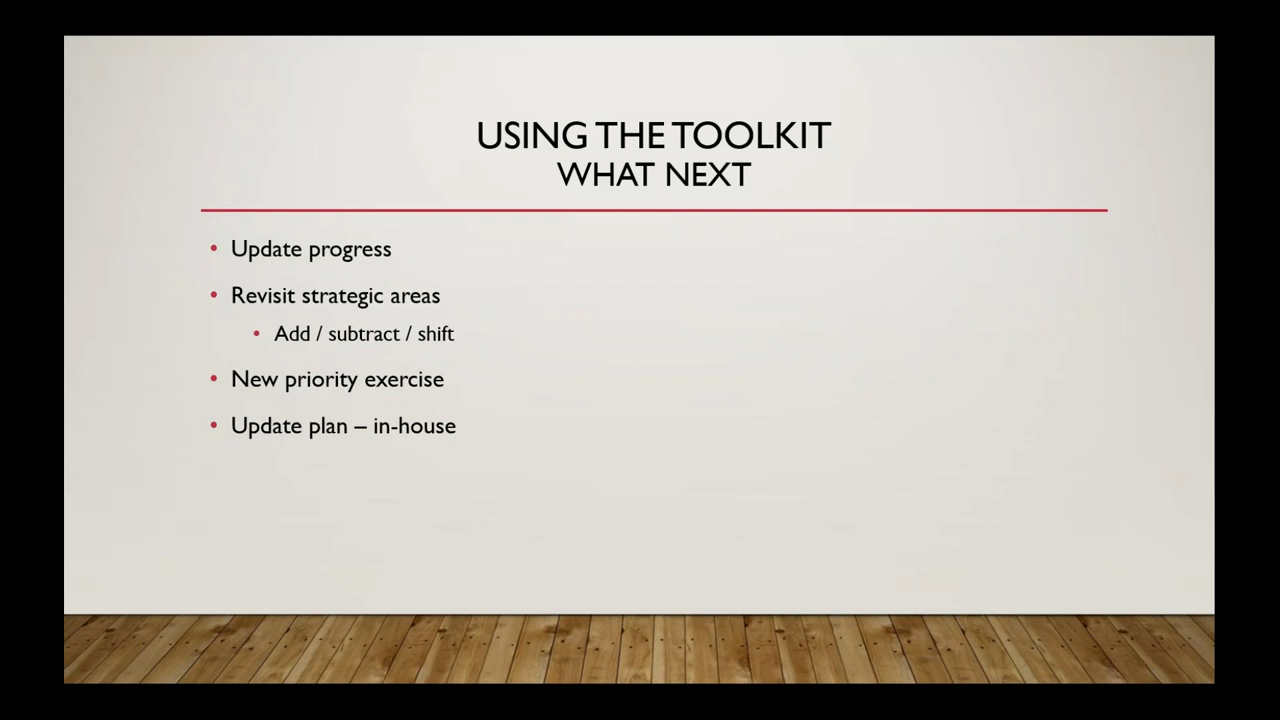 USING THE TOOLKIT
WHAT NEXT
• Update progress
• Revisit strategic areas
• Add / subtract / shift
• New priority exercise
• Update plan – in-house